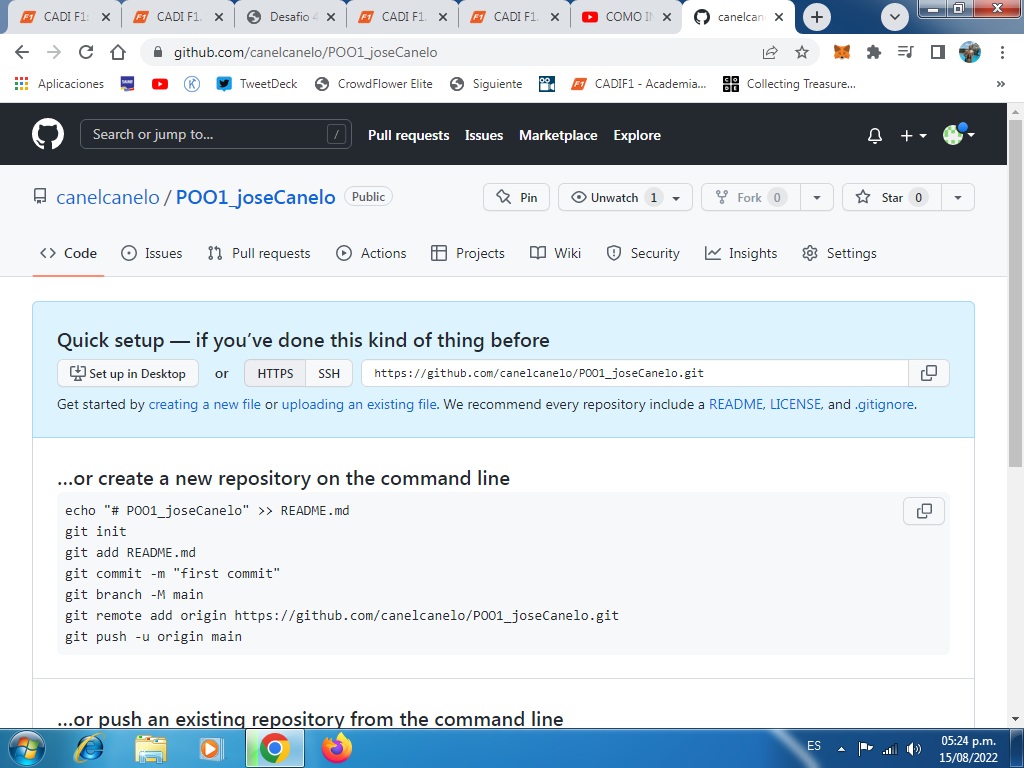 CADI F1:
CADI F1.
Desafio 4
CADI F1.
CADI F1.
COMO IN
canelcan
github.com/canelcanelo/POO1_joseCanelo
Aplicaciones
TweetDeck
CrowdFlower Elite
Siguiente
CADIF1 - Academia...
Collecting Treasure...
»
Search or jump to...
/
Pull requests
Issues
Marketplace
Explore
canelcanelo / POO1_joseCanelo
Public
Pin
Unwatch 1
Fork 0
Star 0
Code
Issues
Pull requests
Actions
Projects
Wiki
Security
Insights
Settings
Quick setup — if you’ve done this kind of thing before
Set up in Desktop
or
HTTPS
SSH
https://github.com/canelcanelo/POO1_joseCanelo.git
Get started by creating a new file or uploading an existing file. We recommend every repository include a README, LICENSE, and .gitignore.
…or create a new repository on the command line
echo "# POO1_joseCanelo" >> README.md
git init
git add README.md
git commit -m "first commit"
git branch -M main
git remote add origin https://github.com/canelcanelo/POO1_joseCanelo.git
git push -u origin main
…or push an existing repository from the command line
ES
05:24 p.m.
15/08/2022